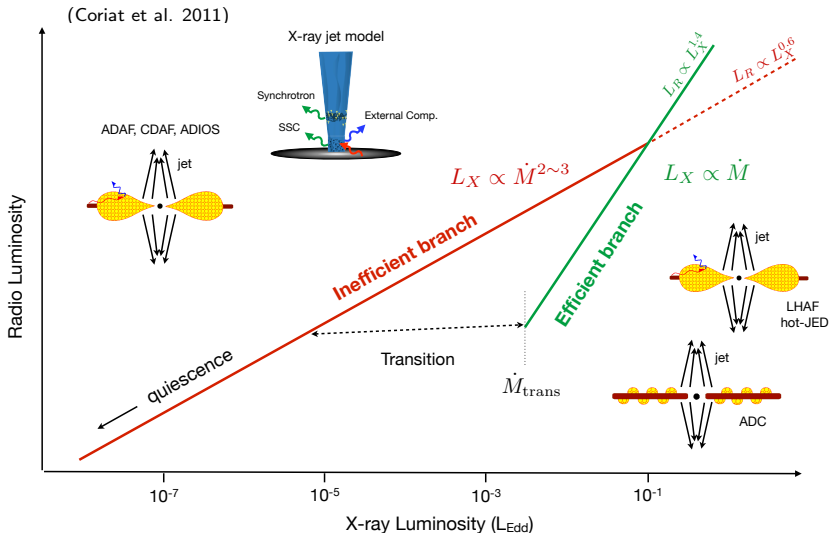 (Coriat et al. 2011)
X-ray jet model
Synchrotron
SSC
External Comp.
ADAF, CDAF, ADIOS
jet
L_R ∝ L_X^{1.4}
L_R ∝ L_X^{0.6}
L_X ∝ Ṁ^{2∼3}
L_X ∝ Ṁ
Inefficient branch
Efficient branch
jet
LHAF
hot-JED
Transition
quiescence
Ṁ_trans
jet
ADC
Radio Luminosity
10^-7
10^-5
10^-3
10^-1
X-ray Luminosity (L_Edd)